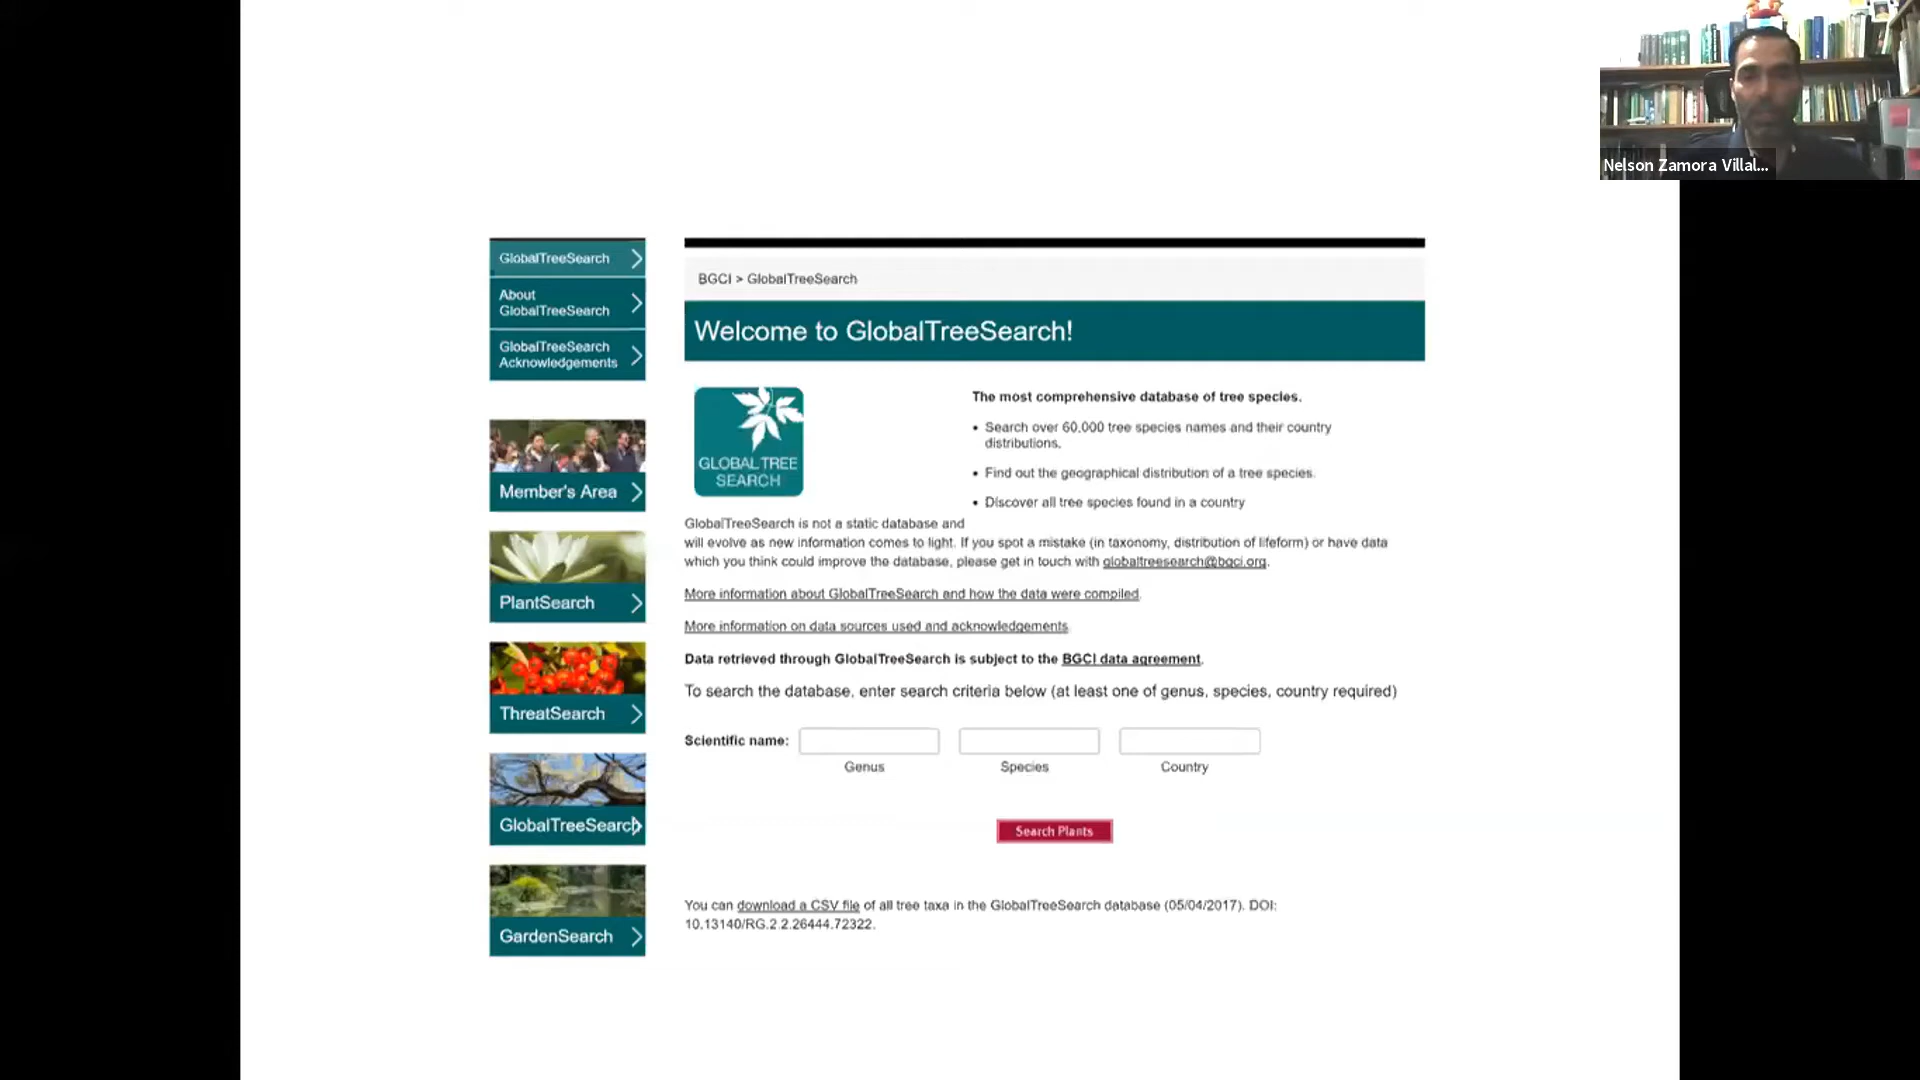 Nelson Zamora Villal...
GlobalTreeSearch
About
GlobalTreeSearch
GlobalTreeSearch
Acknowledgements
Member's Area
PlantSearch
ThreatSearch
GlobalTreeSearch
GardenSearch
BGCI > GlobalTreeSearch
Welcome to GlobalTreeSearch!
GLOBAL TREE
SEARCH
The most comprehensive database of tree species.
• Search over 60,000 tree species names and their country
distributions.
• Find out the geographical distribution of a tree species.
• Discover all tree species found in a country
GlobalTreeSearch is not a static database and
will evolve as new information comes to light. If you spot a mistake (in taxonomy, distribution of lifeform) or have data
which you think could improve the database, please get in touch with globaltreesearch@bgci.org.
More information about GlobalTreeSearch and how the data were compiled.
More information on data sources used and acknowledgements
Data retrieved through GlobalTreeSearch is subject to the BGCI data agreement.
To search the database, enter search criteria below (at least one of genus, species, country required)
Scientific name:
Genus Species Country
Search Plants
You can download a CSV file of all tree taxa in the GlobalTreeSearch database (05/04/2017). DOI:
10.13140/RG.2.2.26444.72322.